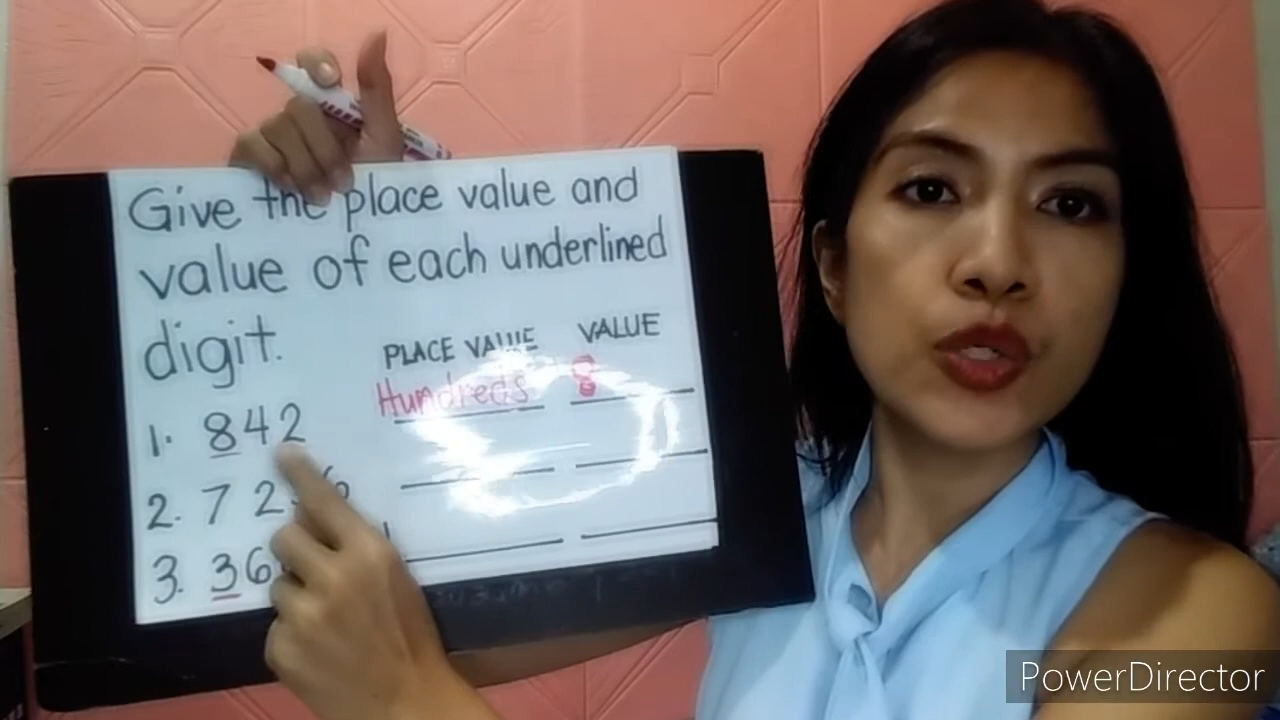 Give the place value and
value of each underlined
digit.
PLACE VALUE VALUE
Hundreds 8
1. 842
2. 7 2
3. 36
PowerDirector